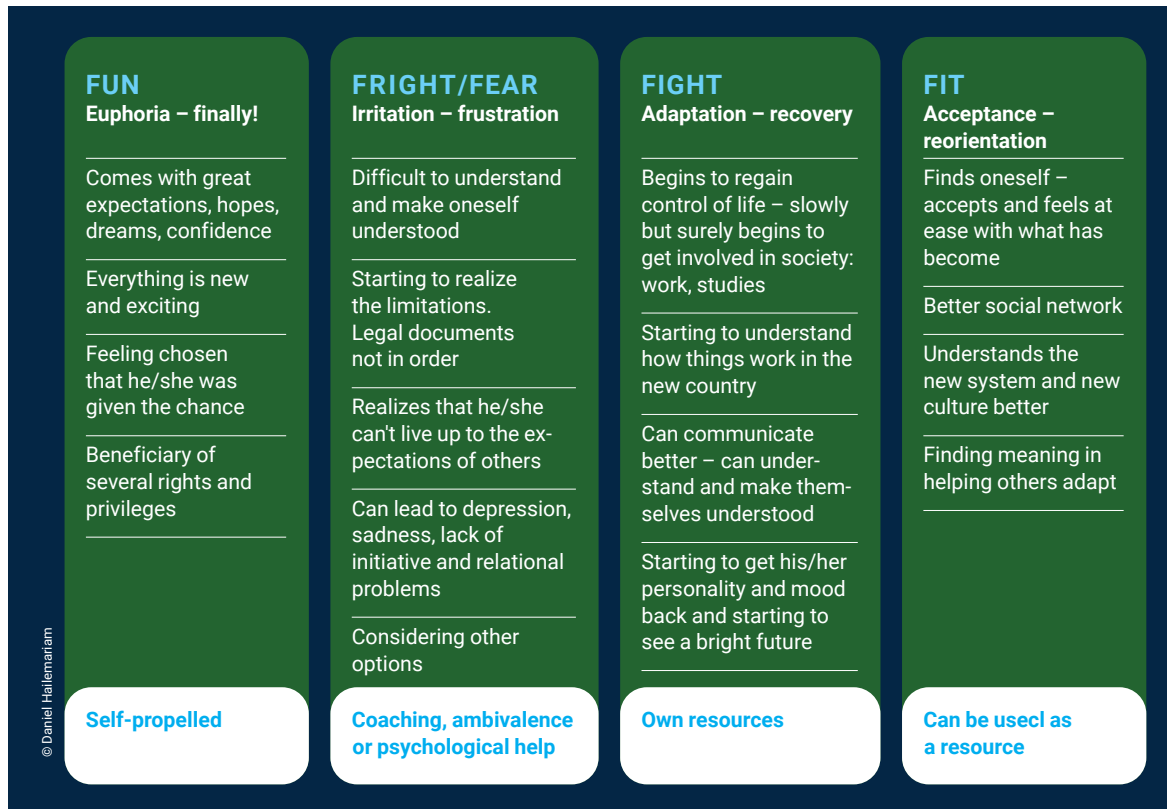 FUN
Euphoria – finally!
Comes with great
expectations, hopes,
dreams, confidence
Everything is new
and exciting
Feeling chosen
that he/she was
given the chance
Beneficiary of
several rights and
privileges
Self-propelled
FRIGHT/FEAR
Irritation – frustration
Difficult to understand
and make oneself
understood
Starting to realize
the limitations.
Legal documents
not in order
Realizes that he/she
can't live up to the ex-
pectations of others
Can lead to depression,
sadness, lack of
initiative and relational
problems
Considering other
options
Coaching, ambivalence
or psychological help
FIGHT
Adaptation – recovery
Begins to regain
control of life – slowly
but surely begins to
get involved in society:
work, studies
Starting to understand
how things work in the
new country
Can communicate
better – can under-
stand and make them-
selves understood
Starting to get his/her
personality and mood
back and starting to
see a bright future
Own resources
FIT
Acceptance –
reorientation
Finds oneself –
accepts and feels at
ease with what has
become
Better social network
Understands the
new system and new
culture better
Finding meaning in
helping others adapt
Can be usecl as
a resource
© Daniel Hailemariam